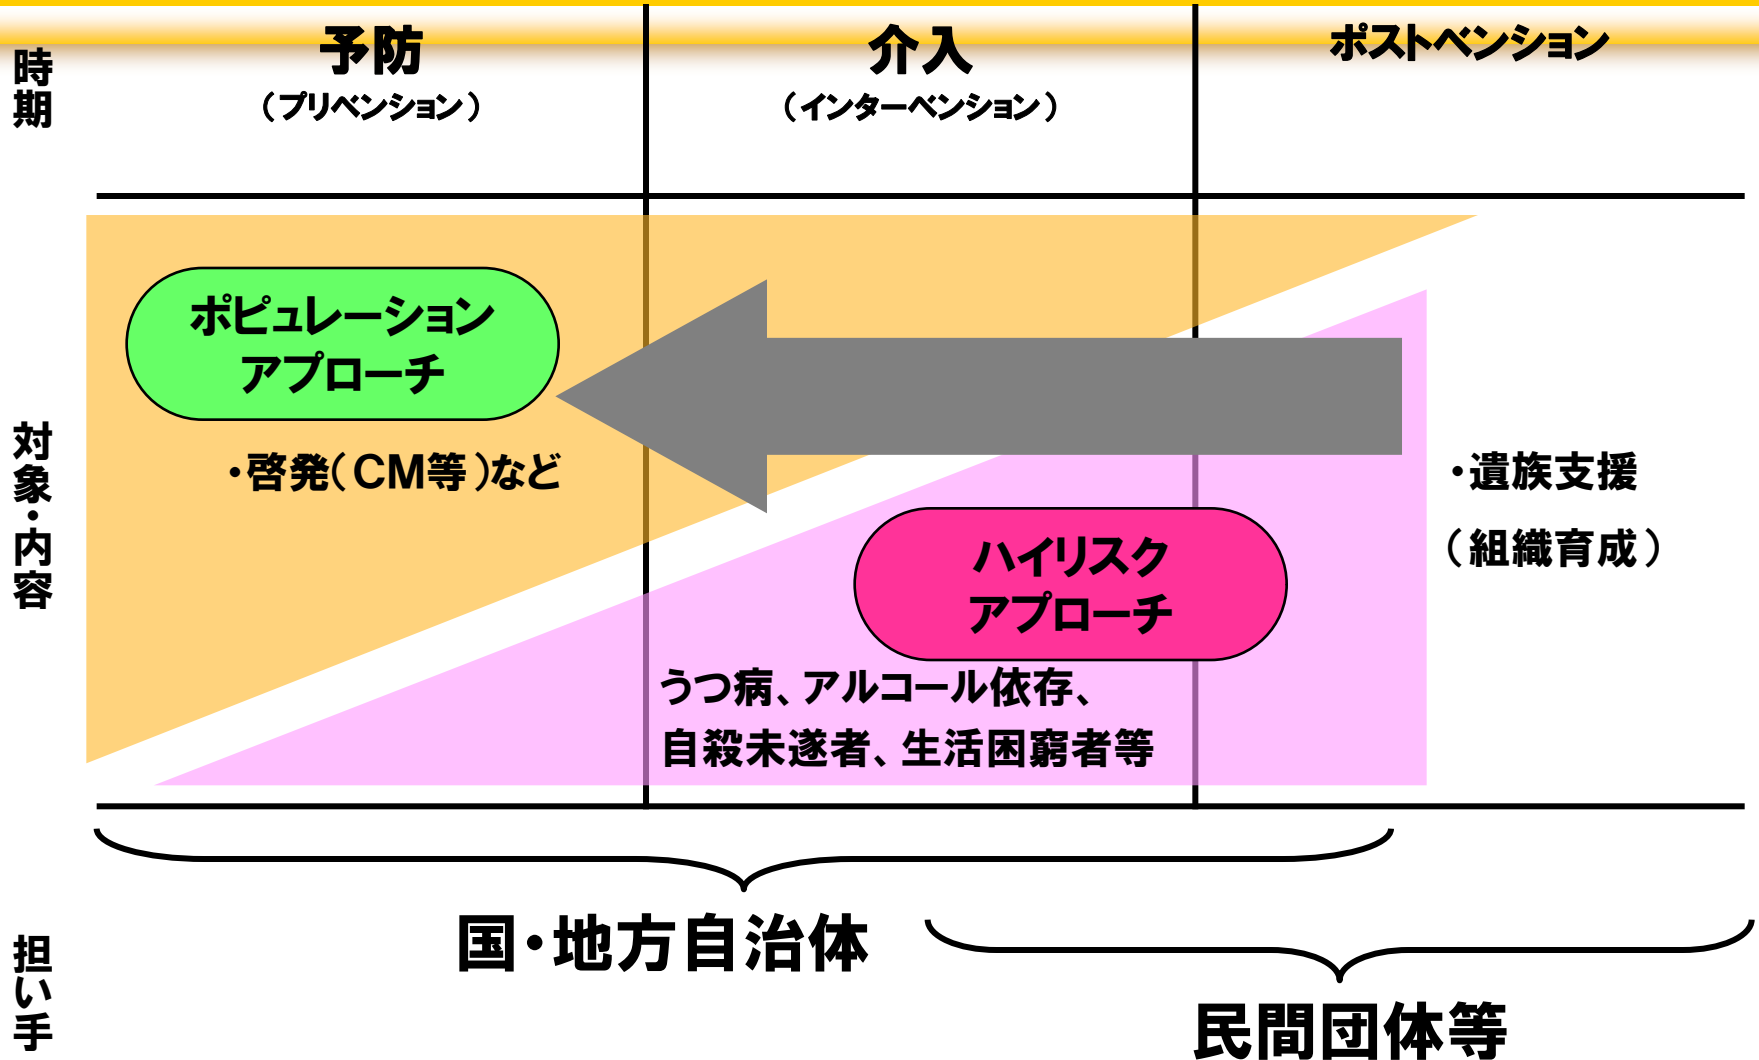 時期
予防
（プリベンション）
介入
（インターベンション）
ポストベンション
対象・内容
ポピュレーション
アプローチ
・啓発（CM等）など
ハイリスク
アプローチ
うつ病、アルコール依存、
自殺未遂者、生活困窮者等
・遺族支援
（組織育成）
担い手
国・地方自治体
民間団体等